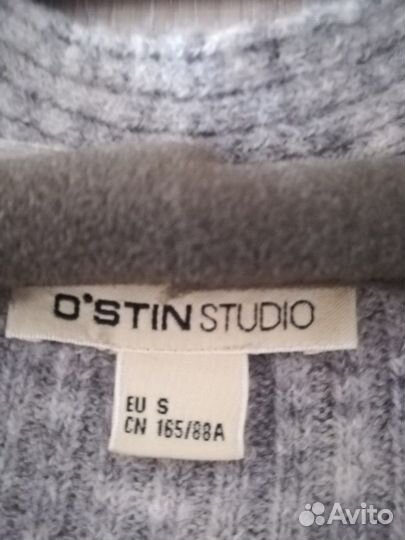 O'STIN STUDIO
EU S
CN 165/88A
Avito